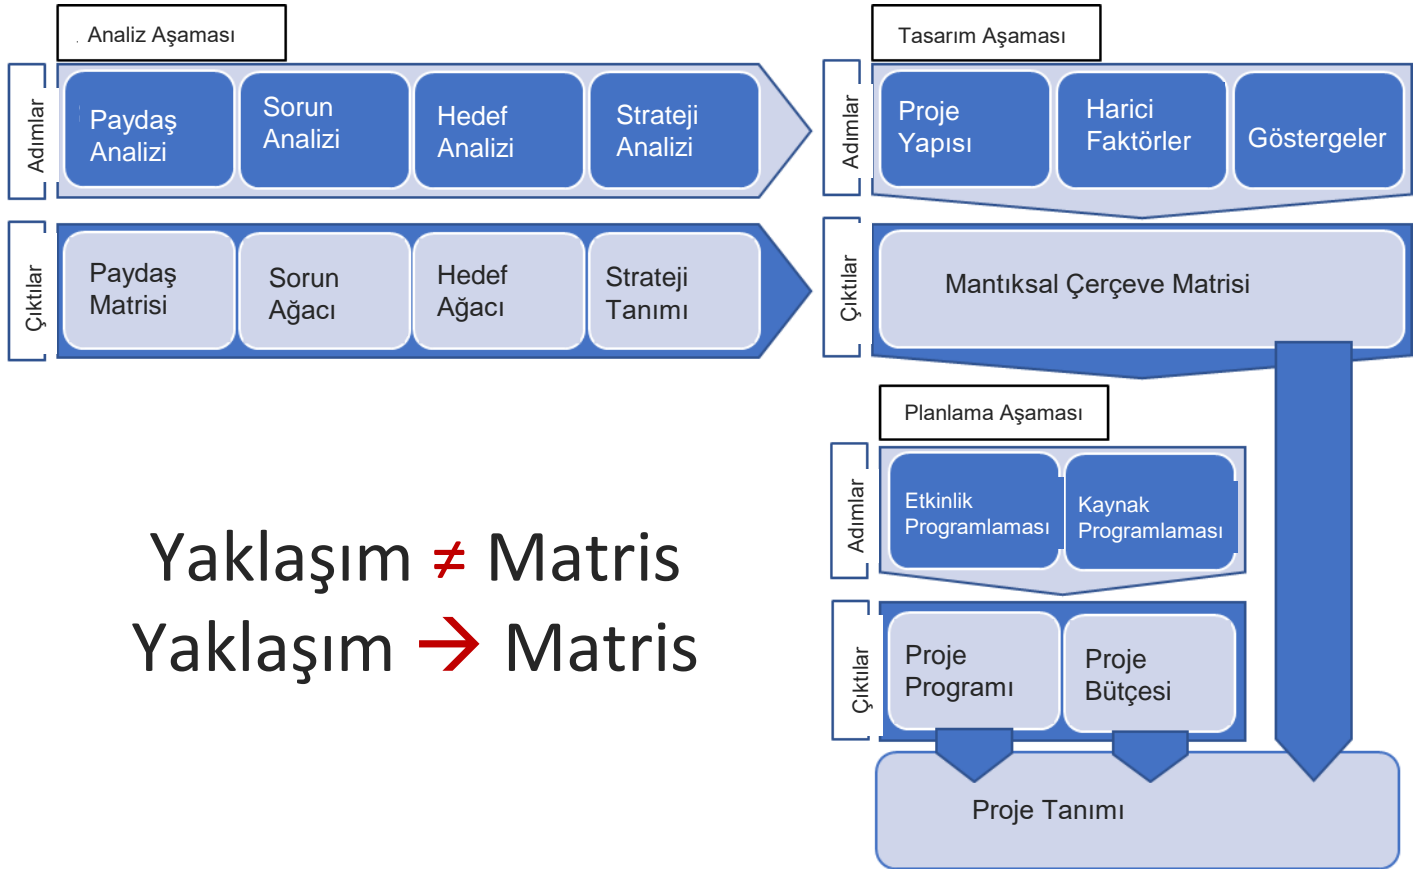 Analiz Aşaması
Adımlar
Paydaş
Analizi
Sorun
Analizi
Hedef
Analizi
Strateji
Analizi
Çıktılar
Paydaş
Matrisi
Sorun
Ağacı
Hedef
Ağacı
Strateji
Tanımı
Tasarım Aşaması
Adımlar
Proje
Yapısı
Harici
Faktörler
Göstergeler
Çıktılar
Mantıksal Çerçeve Matrisi
Planlama Aşaması
Adımlar
Etkinlik
Programlaması
Kaynak
Programlaması
Çıktılar
Proje
Programı
Proje
Bütçesi
Proje Tanımı
Yaklaşım ≠ Matris
Yaklaşım → Matris